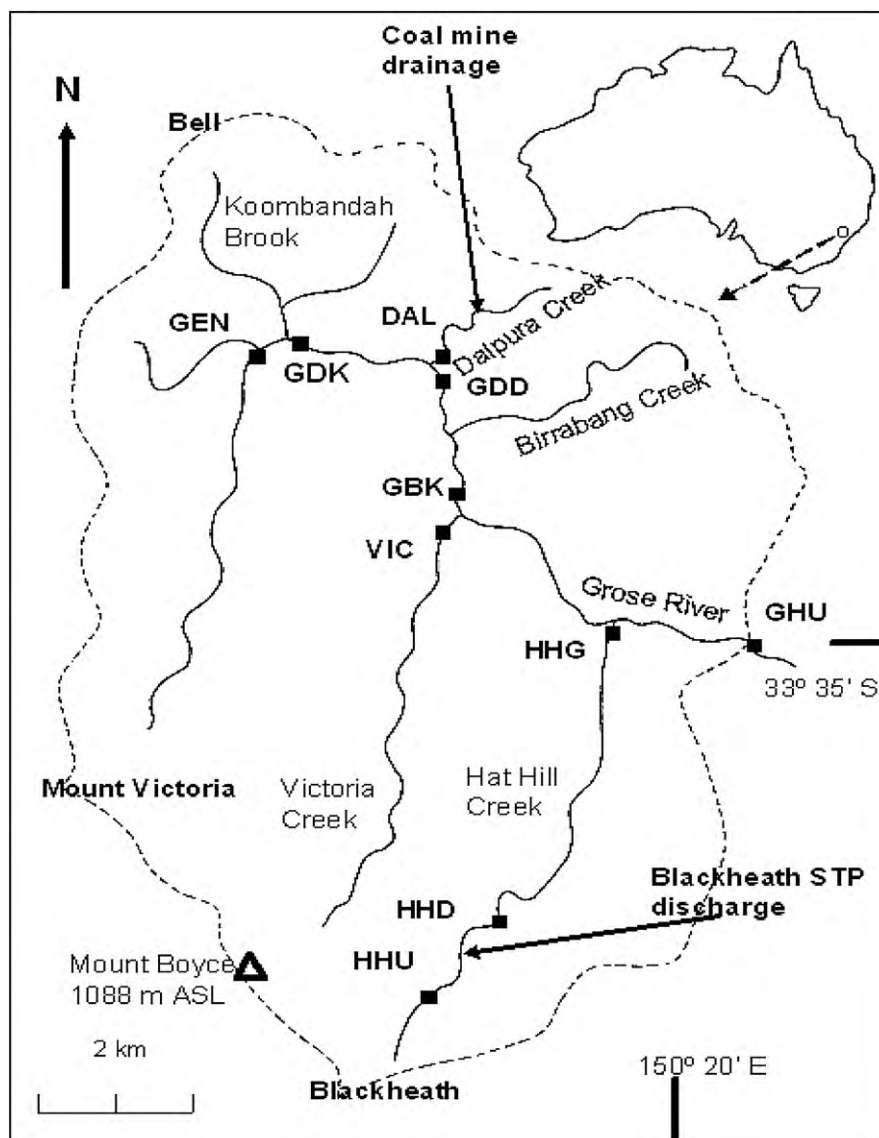 Coal mine
drainage
N
Bell
Koombandah
Brook
GEN
DAL
Dalpura Creek
GDK
GDD
Birrabang Creek
GBK
VIC
Grose River
GHU
HHG
33º 35' S
Mount Victoria
Victoria
Creek
Hat Hill
Creek
Blackheath STP
discharge
HHD
HHU
Mount Boyce
1088 m ASL
2 km
150º 20' E
Blackheath